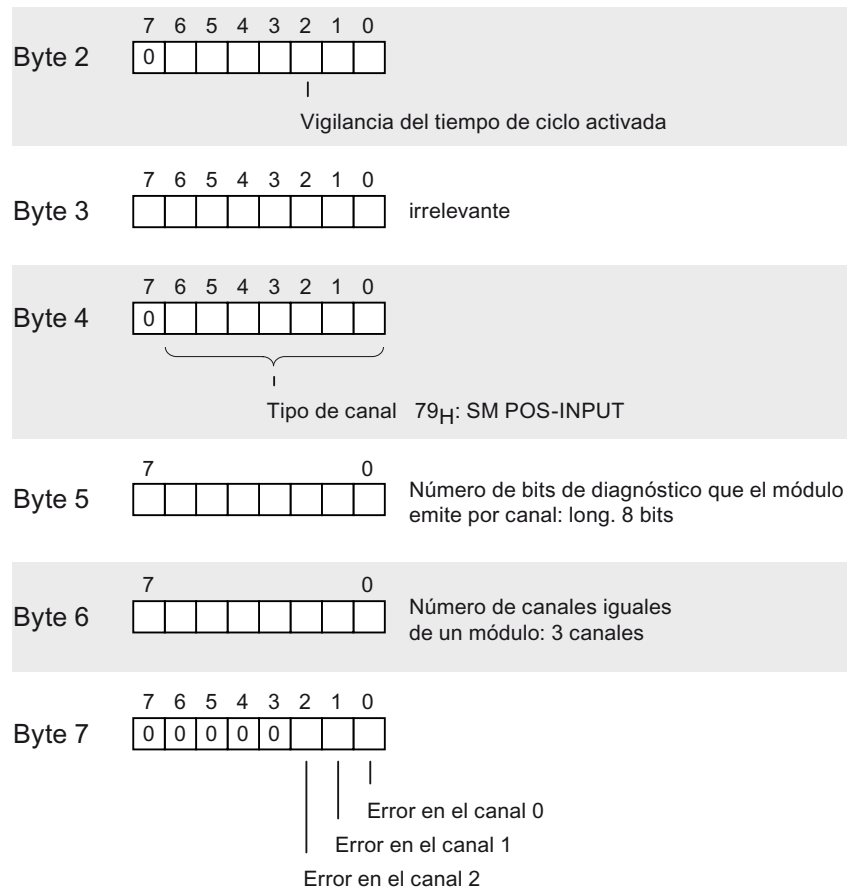 7 6 5 4 3 2 1 0
Byte 2 0
Vigilancia del tiempo de ciclo activada
7 6 5 4 3 2 1 0
Byte 3 irrelevante
7 6 5 4 3 2 1 0
Byte 4 0
Tipo de canal 79H: SM POS-INPUT
7 0
Byte 5
Número de bits de diagnóstico que el módulo
emite por canal: long. 8 bits
7 0
Byte 6
Número de canales iguales
de un módulo: 3 canales
7 6 5 4 3 2 1 0
Byte 7 0 0 0 0 0
Error en el canal 0
Error en el canal 1
Error en el canal 2